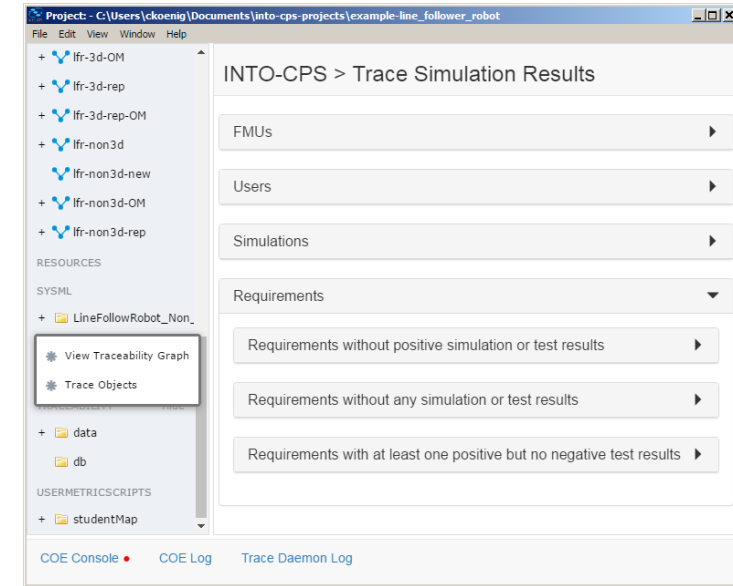 Project: - C:\Users\ckoenig\Documents\into-cps-projects\example-line_follower_robot
File Edit View Window Help
+ lfr-3d-OM
+ lfr-3d-rep
+ lfr-3d-rep-OM
+ lfr-non3d
lfr-non3d-new
+ lfr-non3d-OM
+ lfr-non3d-rep
RESOURCES
SYSML
+ LineFollowRobot_Non_
View Traceability Graph
Trace Objects
+ data
db
USERMETRICSCRIPTS
+ studentMap
INTO-CPS > Trace Simulation Results
FMUs
Users
Simulations
Requirements
Requirements without positive simulation or test results
Requirements without any simulation or test results
Requirements with at least one positive but no negative test results
COE Console
COE Log
Trace Daemon Log